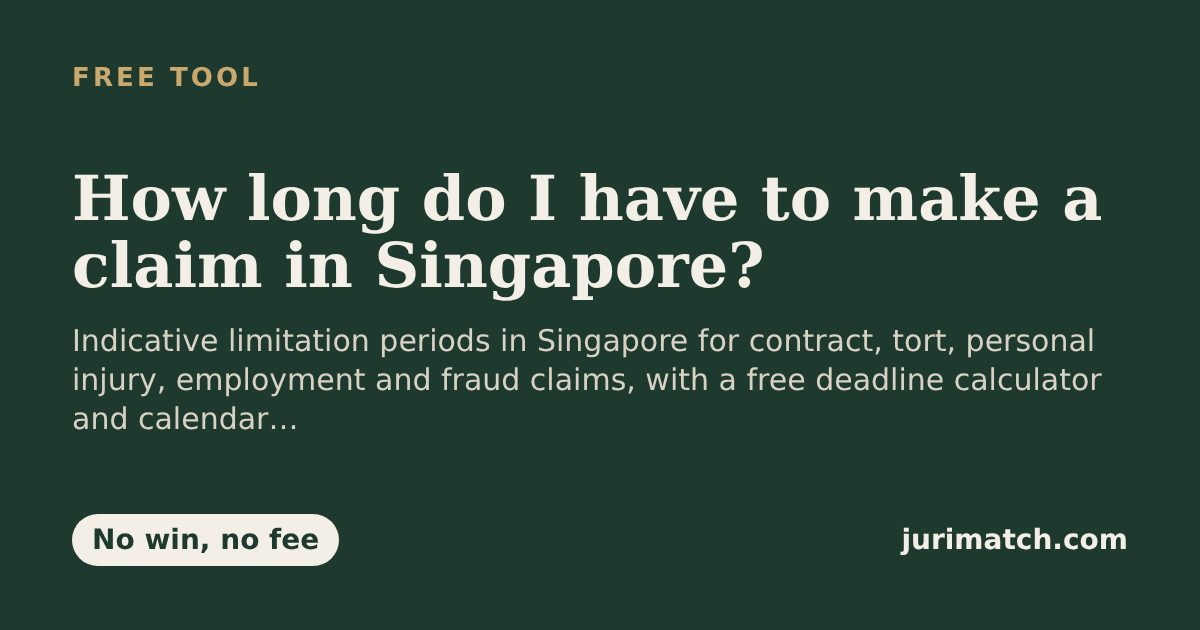 FREE TOOL
How long do I have to make a
claim in Singapore?
Indicative limitation periods in Singapore for contract, tort, personal
injury, employment and fraud claims, with a free deadline calculator
and calendar...
No win, no fee
jurimatch.com